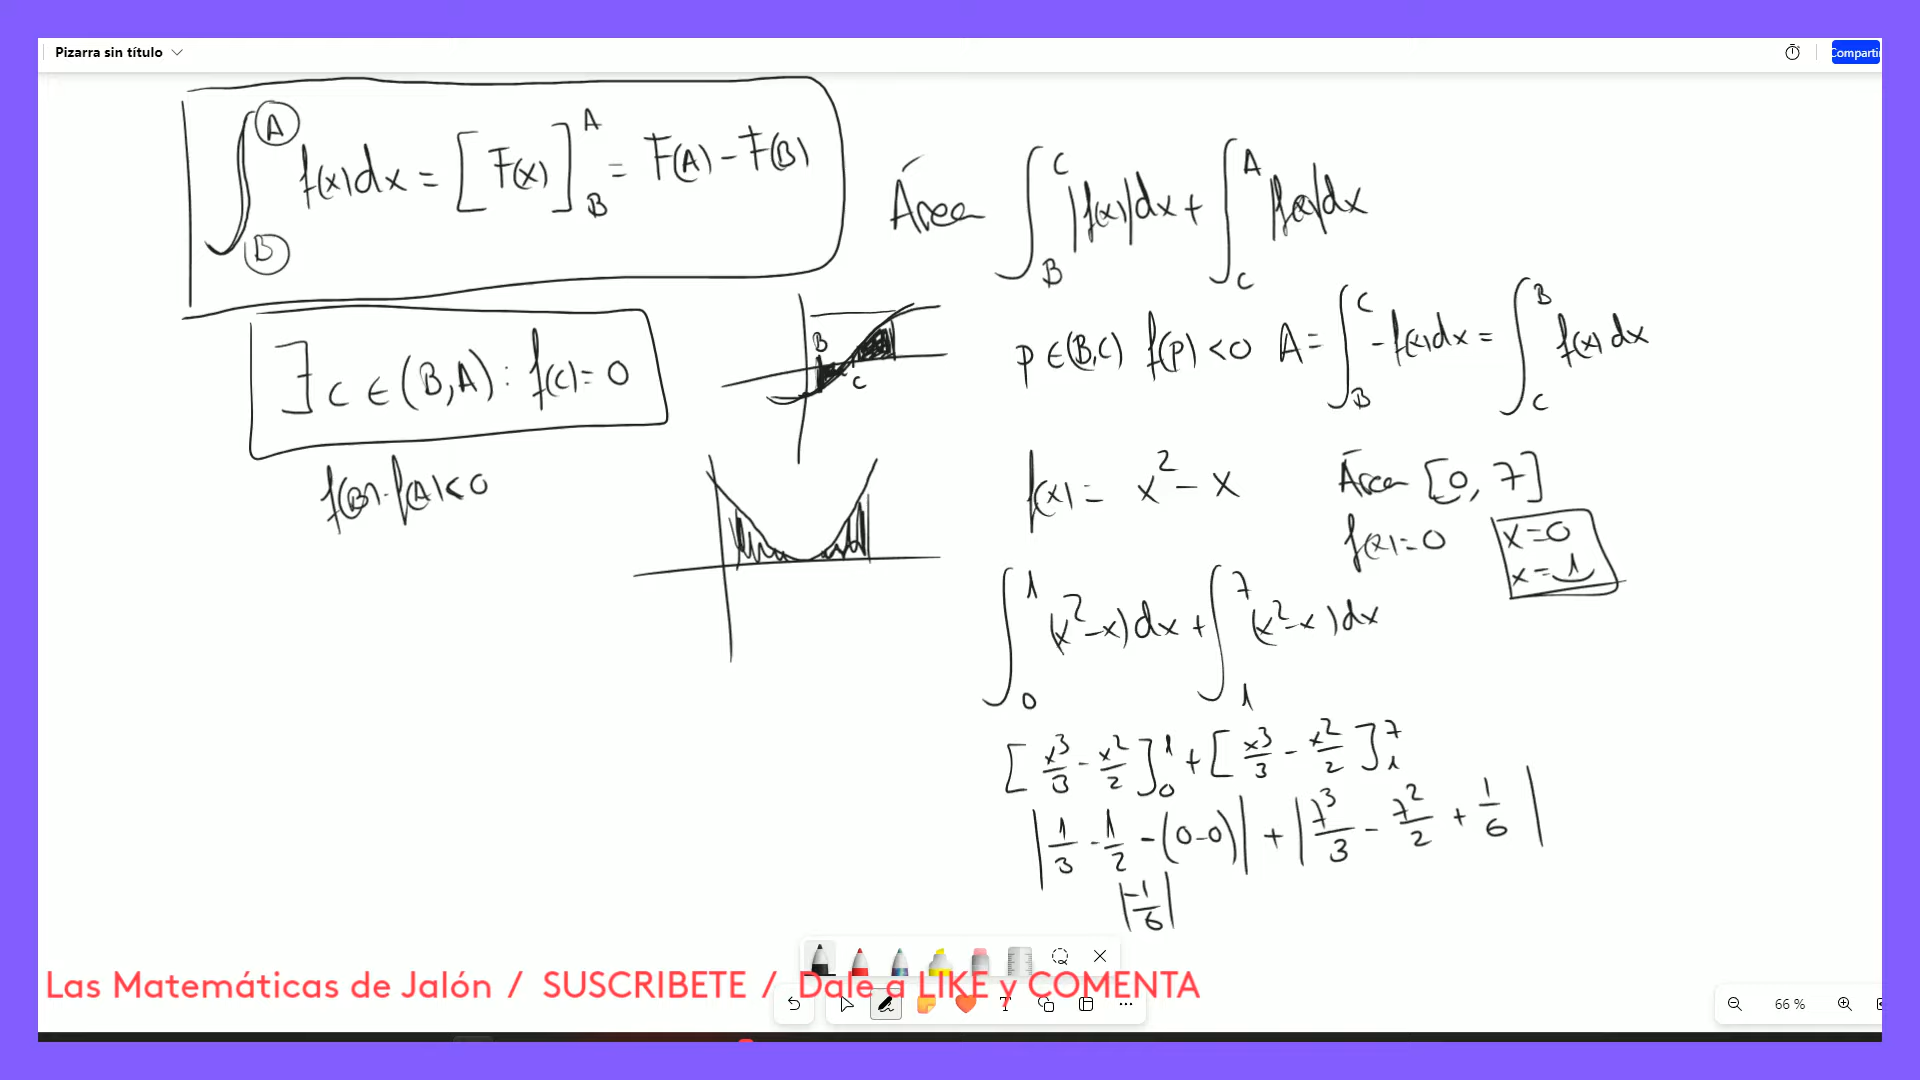 Pizarra sin título
Compartir
∫_B^A f(x)dx = [F(x)]_B^A = F(A) - F(B)
∃ c ∈ (B,A) : f(c) = 0
f(B)·f(A) < 0
B
C
Área ∫_B^C |f(x)|dx + ∫_C^A |f(x)|dx
p ∈ (B,C) f(p) < 0 A = ∫_B^C -f(x)dx = ∫_C^B f(x)dx
f(x) = x² - x Área [0, 7]
f(x) = 0 x = 0
x = 1
∫_0^1 (x² - x)dx + ∫_1^7 (x² - x)dx
[x³/3 - x²/2]_0^1 + [x³/3 - x²/2]_1^7
|1/3 - 1/2 - (0-0)| + |7³/3 - 7²/2 + 1/6|
|-1/6|
Las Matemáticas de Jalón / SUSCRIBETE / Dale a LIKE y COMENTA
66 %